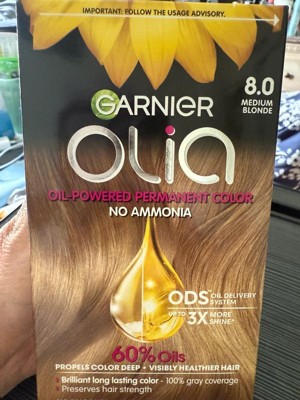 IMPORTANT: FOLLOW THE USAGE ADVISORY.
GARNIER
8.0
MEDIUM
BLONDE
OLIA
OIL-POWERED PERMANENT COLOR
NO AMMONIA
ODS™ OIL DELIVERY
SYSTEM
UP TO 3X MORE
SHINE*
60% Oils
PROPELS COLOR DEEP • VISIBLY HEALTHIER HAIR
Brilliant long lasting color - 100% gray coverage
Preserves hair strength